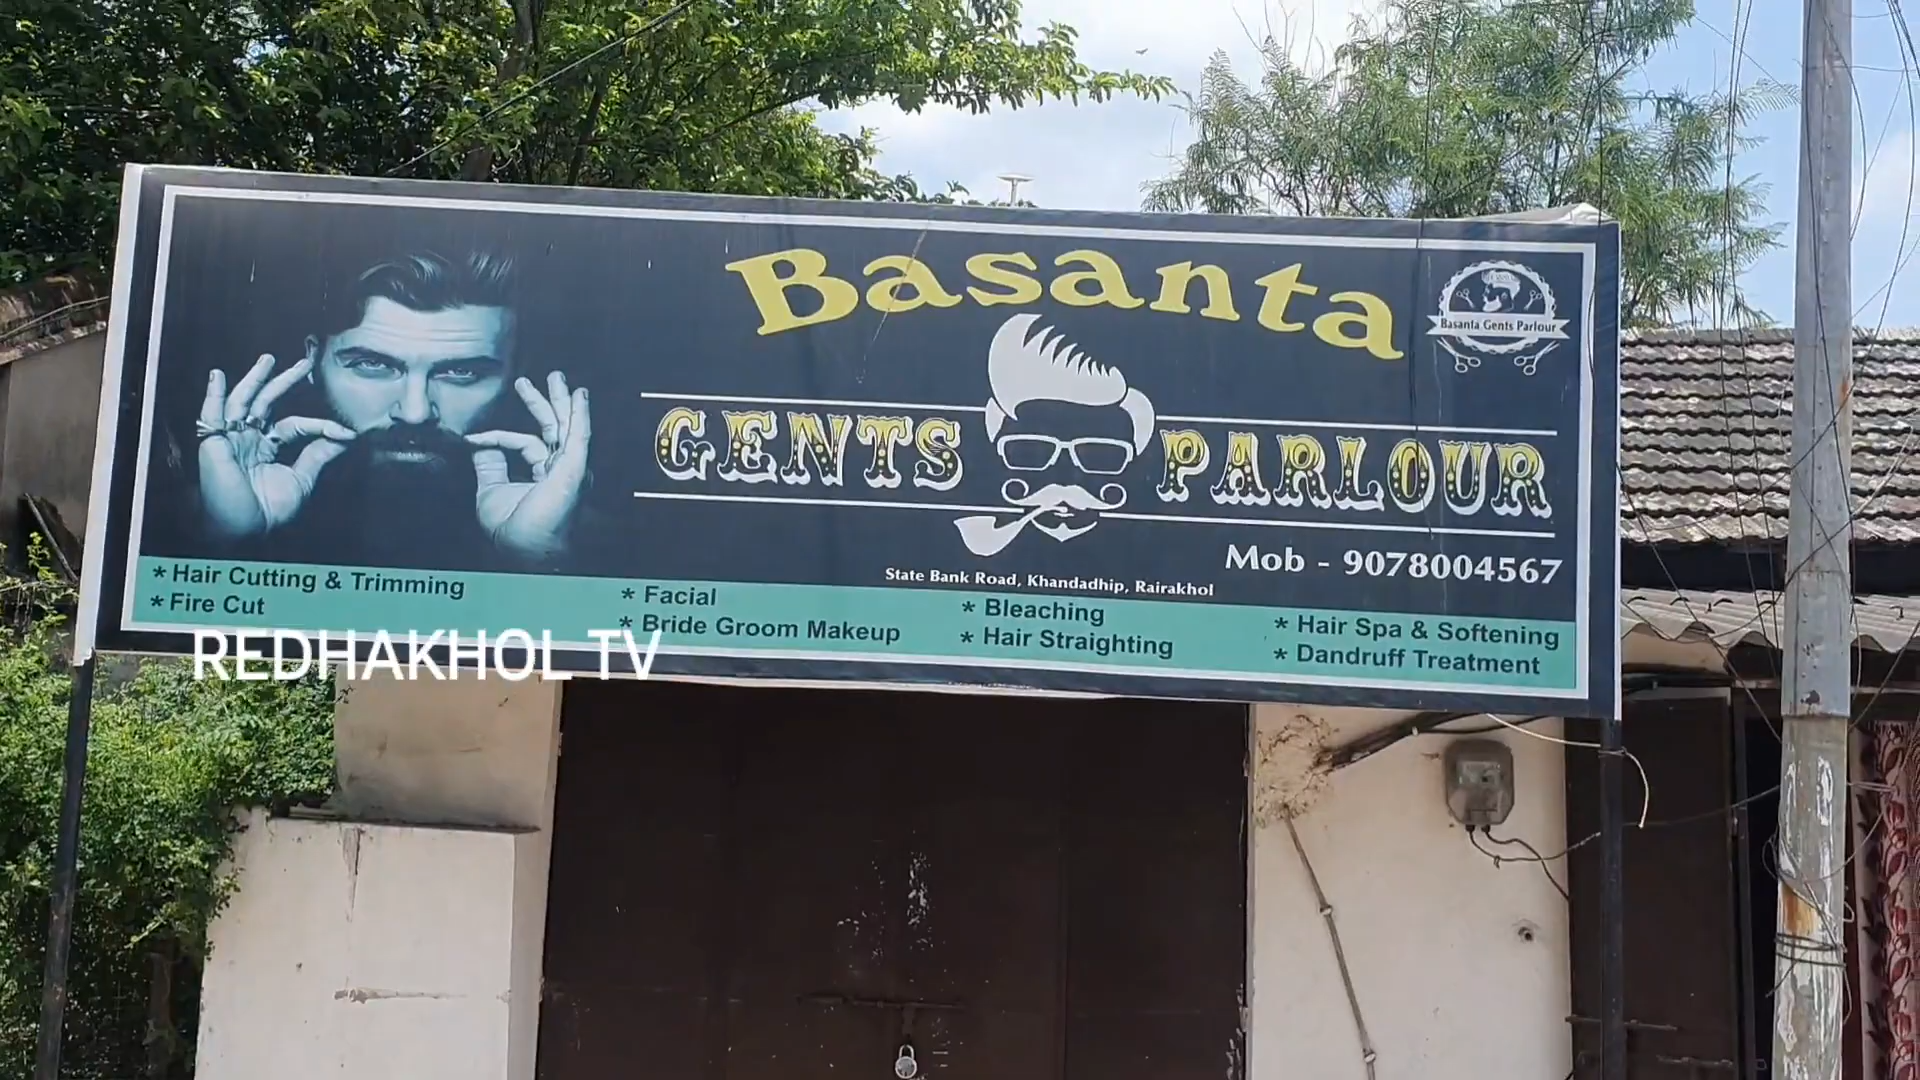 Basanta
Basanta Gents Parlour
GENTS PARLOUR
Mob - 9078004567
State Bank Road, Khandadhip, Rairakhol
* Hair Cutting & Trimming
* Fire Cut
* Facial
* Bride Groom Makeup
* Bleaching
* Hair Straighting
* Hair Spa & Softening
* Dandruff Treatment
REDHAKHOL TV